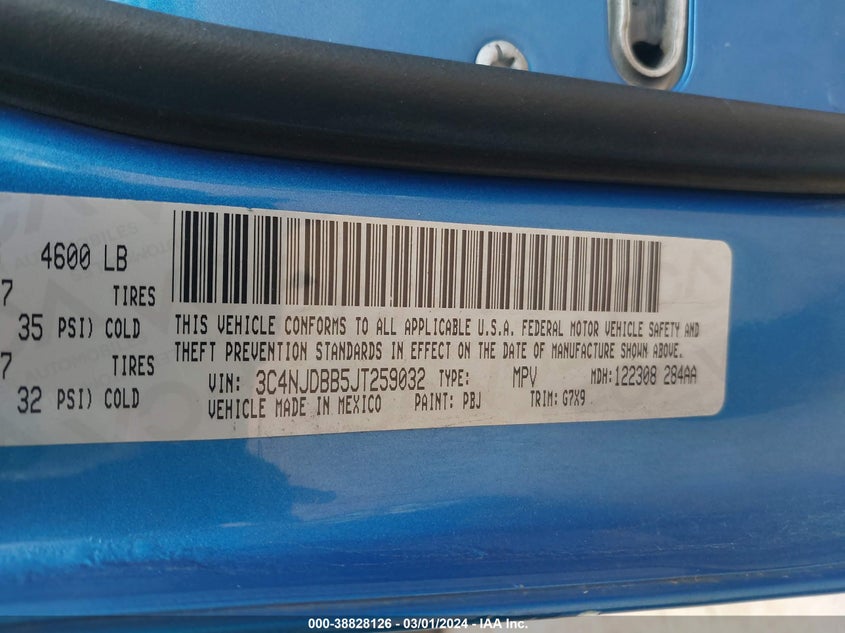 4600 LB
7 TIRES
35 PSI) COLD
7 TIRES
32 PSI) COLD
THIS VEHICLE CONFORMS TO ALL APPLICABLE U.S.A. FEDERAL MOTOR VEHICLE SAFETY AND
THEFT PREVENTION STANDARDS IN EFFECT ON THE DATE OF MANUFACTURE SHOWN ABOVE.
VIN: 3C4NJDBB5JT259032 TYPE: MPV MDH: 122308 284AA
VEHICLE MADE IN MEXICO PAINT: PBJ TRIM: G7X9
000-38828126 - 03/01/2024 - IAA Inc.